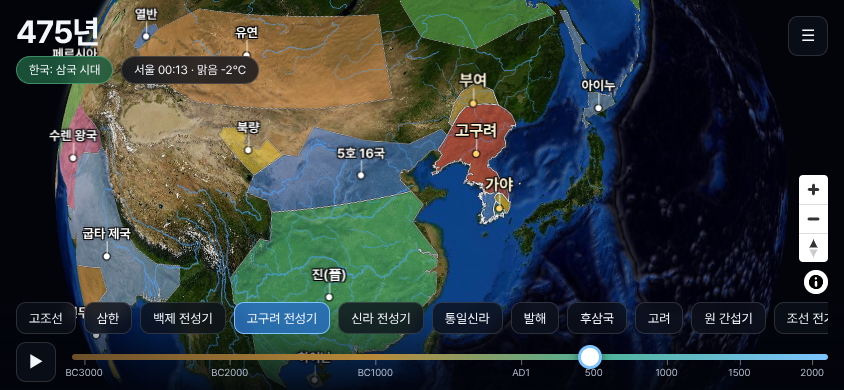 475년
열반
유연
페르시아
한국: 삼국 시대
서울 00:13 · 맑음 -2°C
☰
부여
아이누
수렌 왕국
북량
5호 16국
고구려
가야
굽타 제국
진(晉)
고조선
삼한
백제 전성기
고구려 전성기
신라 전성기
통일신라
발해
후삼국
고려
원 간섭기
조선 전
BC3000
BC2000
BC1000
AD1
500
1000
1500
2000